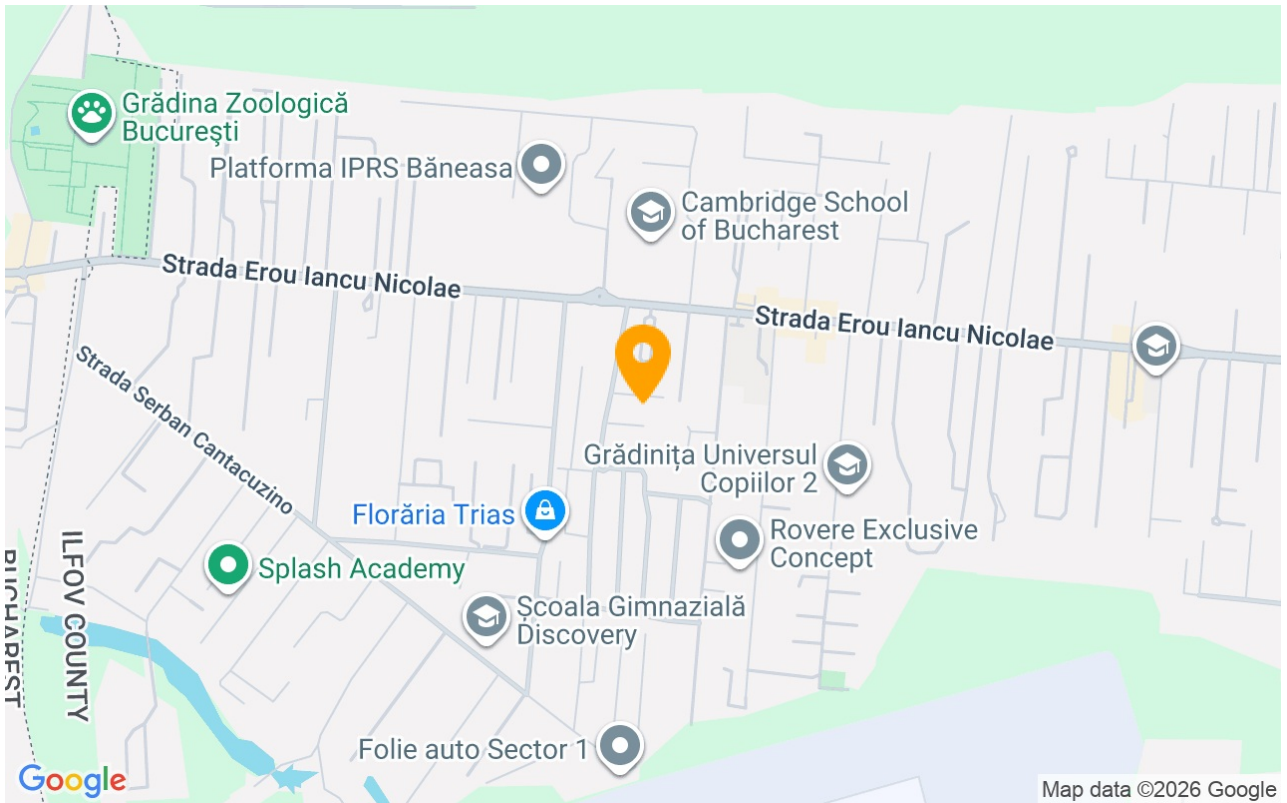 Grădina Zoologică
București
Platforma IPRS Băneasa
Cambridge School
of Bucharest
Strada Erou Iancu Nicolae
Strada Erou Iancu Nicolae
Strada Serban Cantacuzino
Grădinița Universul
Copiilor 2
Florăria Trias
Rovere Exclusive
Concept
Splash Academy
Școala Gimnazială
Discovery
ILFOV COUNTY
BUCHAREST
Folie auto Sector 1
Google
Map data ©2026 Google